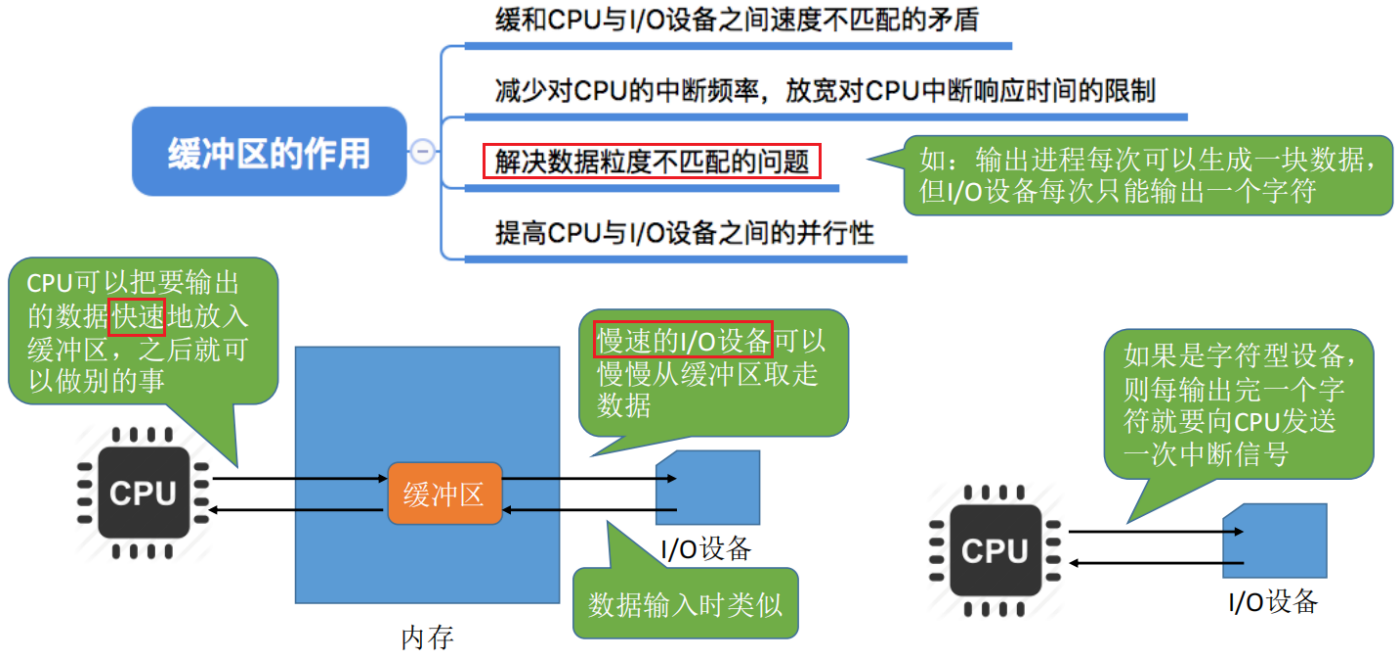 缓和CPU与I/O设备之间速度不匹配的矛盾
减少对CPU的中断频率，放宽对CPU中断响应时间的限制
缓冲区的作用
解决数据粒度不匹配的问题
如：输出进程每次可以生成一块数据，
但I/O设备每次只能输出一个字符
提高CPU与I/O设备之间的并行性
CPU可以把要输出
的数据快速地放入
缓冲区，之后就可
以做别的事
慢速的I/O设备可以
慢慢从缓冲区取走
数据
如果是字符型设备，
则每输出完一个字
符就要向CPU发送
一次中断信号
CPU
缓冲区
I/O设备
数据输入时类似
内存
CPU
I/O设备